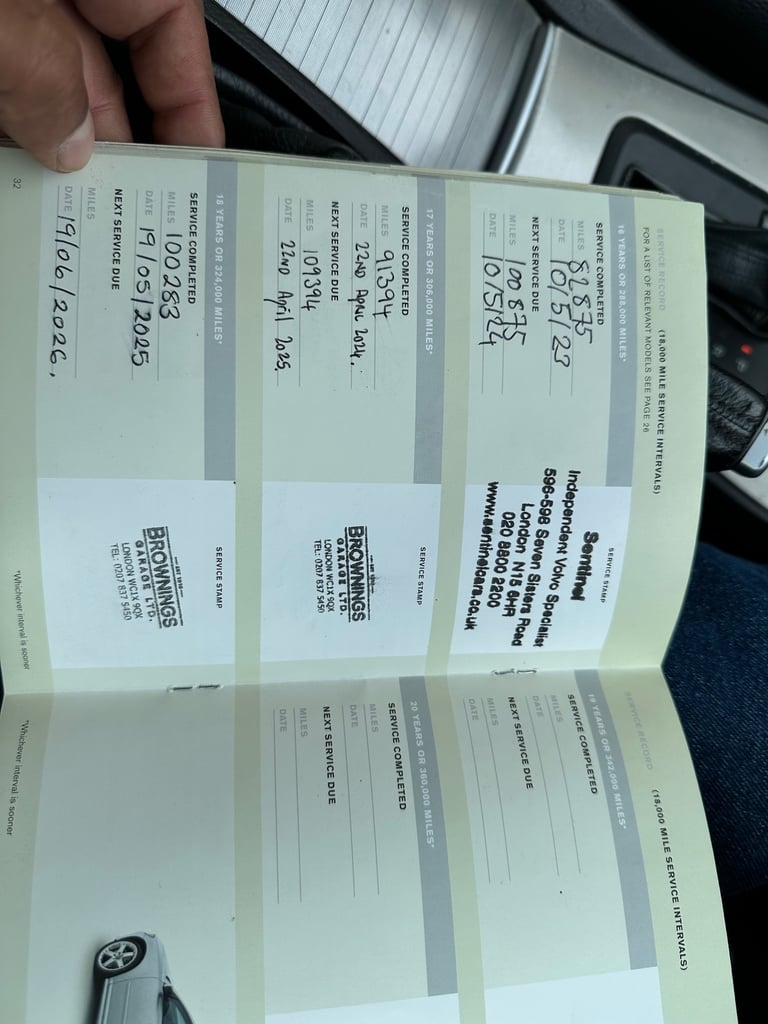 SERVICE RECORD (18,000 MILE SERVICE INTERVALS)
FOR A LIST OF RELEVANT MODELS SEE PAGE 26
16 YEARS OR 288,000 MILES*
SERVICE COMPLETED
MILES 82875
DATE 10/5/23
NEXT SERVICE DUE
MILES 100875
DATE 10/5/24
SERVICE STAMP
Sentinel
Independent Volvo Specialist
596-598 Seven Sisters Road
London N15 6HR
020 8800 2200
www.sentinelcars.co.uk
17 YEARS OR 306,000 MILES*
SERVICE COMPLETED
MILES 91394
DATE 22ND April 2024.
NEXT SERVICE DUE
MILES 109394
DATE 22ND April 2025.
SERVICE STAMP
BROWNINGS
GARAGE LTD.
LONDON WC1X 9QX
TEL: 0207 837 5450
18 YEARS OR 324,000 MILES*
SERVICE COMPLETED
MILES 100283
DATE 19/05/2025
NEXT SERVICE DUE
MILES
DATE 19/06/2026.
SERVICE STAMP
BROWNINGS
GARAGE LTD.
LONDON WC1X 9QX
TEL: 0207 837 5450
32
*Whichever interval is sooner
SERVICE RECORD (18,000 MILE SERVICE INTERVALS)
19 YEARS OR 342,000 MILES*
SERVICE COMPLETED
MILES
DATE
NEXT SERVICE DUE
MILES
DATE
20 YEARS OR 360,000 MILES*
SERVICE COMPLETED
MILES
DATE
NEXT SERVICE DUE
MILES
DATE
*Whichever interval is sooner